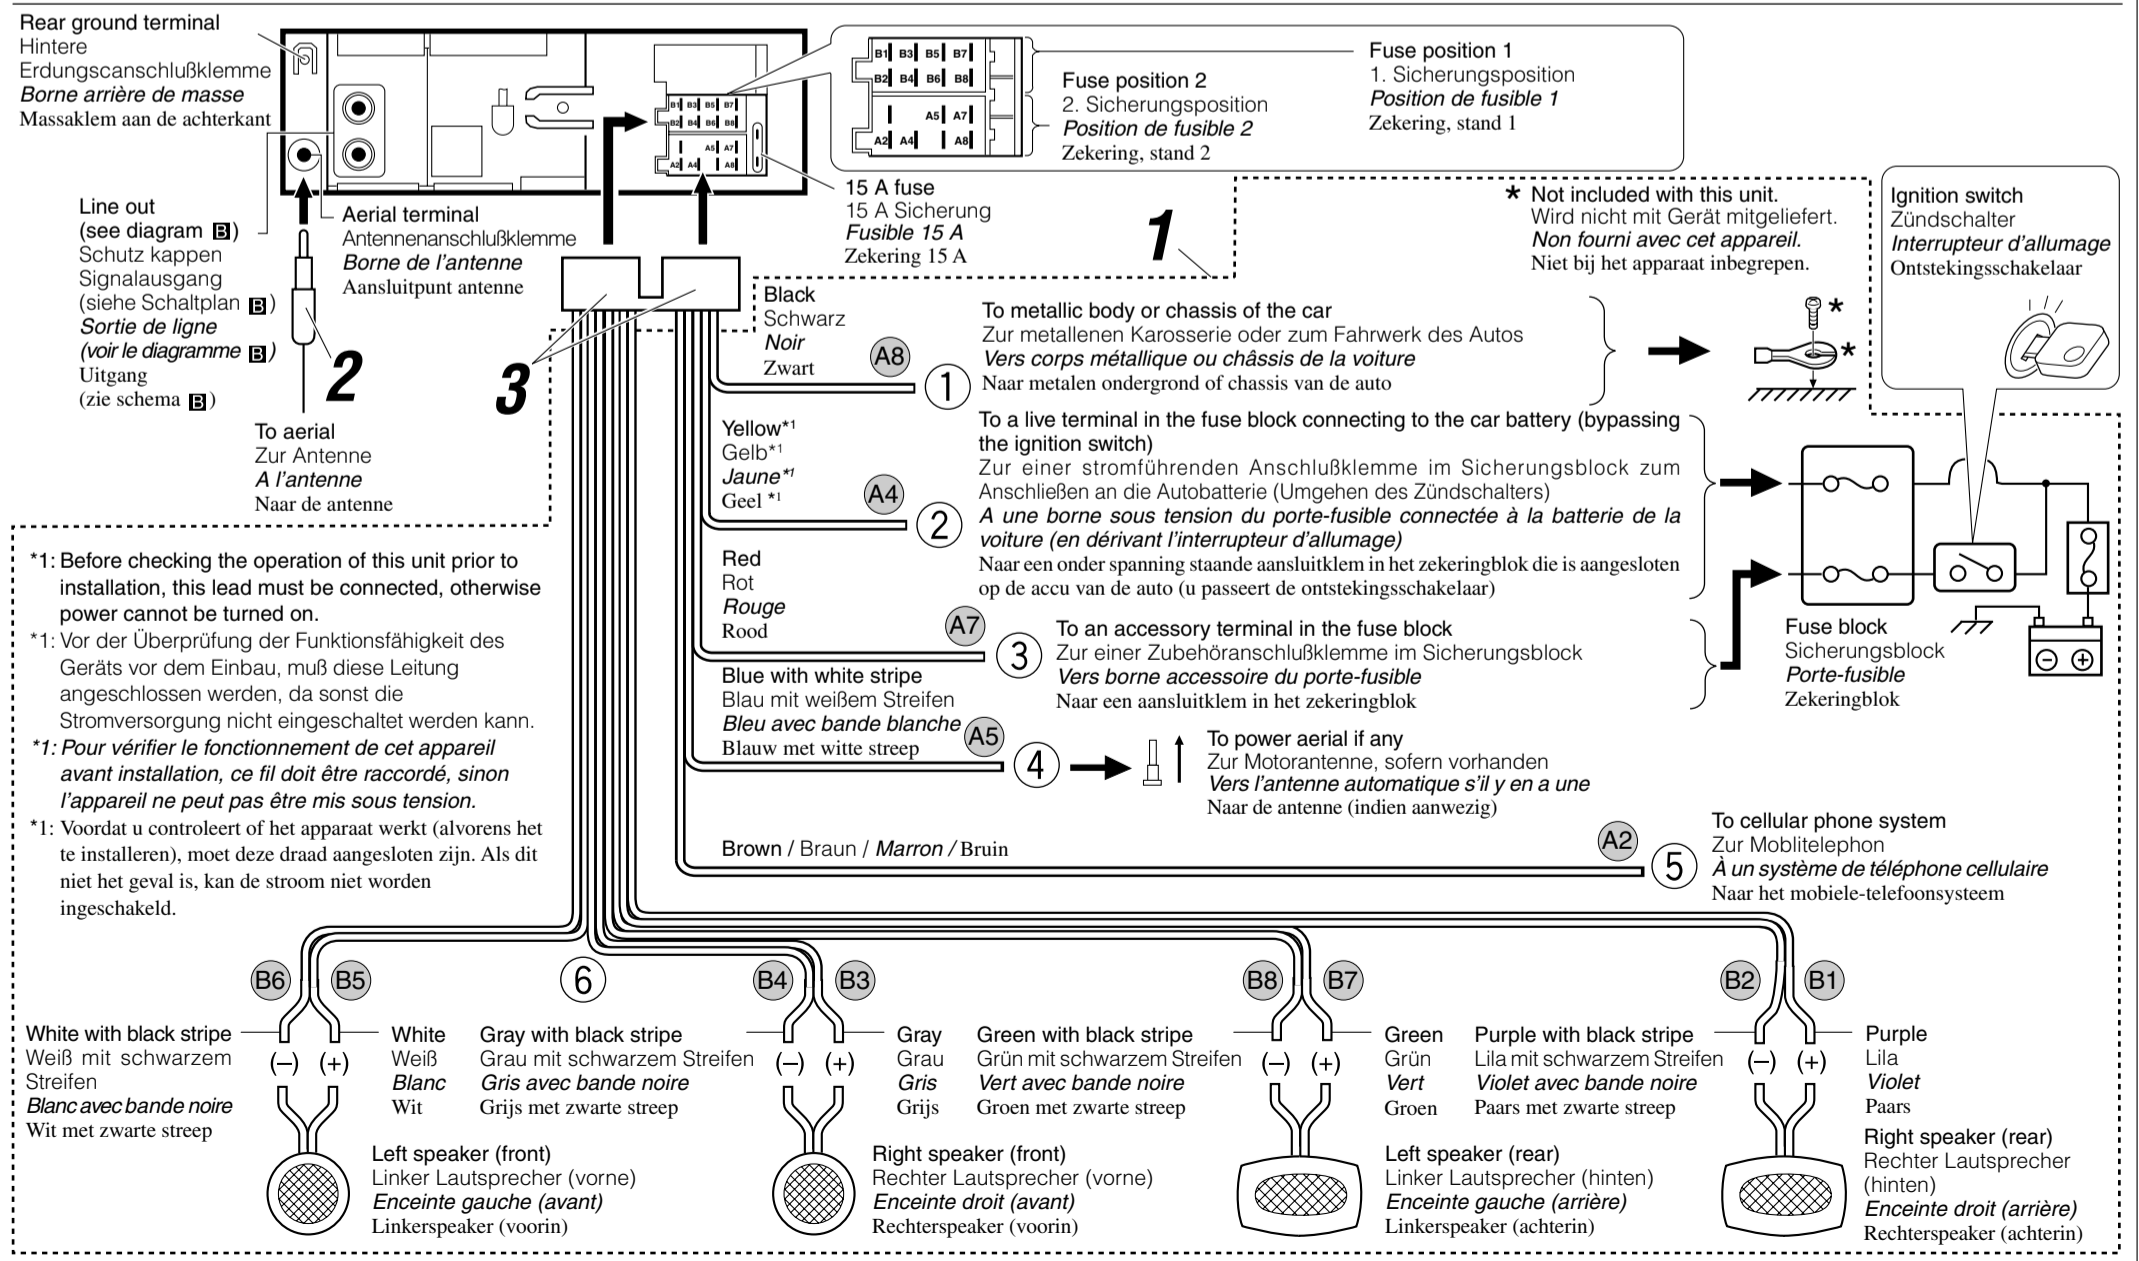 Rear ground terminal
Hintere
Erdungscanschlußklemme
Borne arrière de masse
Massaklem aan de achterkant
B1 B3 B5 B7
B2 B4 B6 B8
A5 A7
A2 A4 A8
B1 B3 B5 B7
B2 B4 B6 B8
A5 A7
A2 A4 A8
Fuse position 2
2. Sicherungsposition
Position de fusible 2
Zekering, stand 2
Fuse position 1
1. Sicherungsposition
Position de fusible 1
Zekering, stand 1
15 A fuse
15 A Sicherung
Fusible 15 A
Zekering 15 A
Line out
(see diagram B)
Schutz kappen
Signalausgang
(siehe Schaltplan B)
Sortie de ligne
(voir le diagramme B)
Uitgang
(zie schema B)
Aerial terminal
Antennenanschlußklemme
Borne de l'antenne
Aansluitpunt antenne
1
2
3
* Not included with this unit.
Wird nicht mit Gerät mitgeliefert.
Non fourni avec cet appareil.
Niet bij het apparaat inbegrepen.
Ignition switch
Zündschalter
Interrupteur d'allumage
Ontstekingsschakelaar
To aerial
Zur Antenne
A l'antenne
Naar de antenne
Black
Schwarz
Noir
Zwart
A8
①
To metallic body or chassis of the car
Zur metallenen Karosserie oder zum Fahrwerk des Autos
Vers corps métallique ou châssis de la voiture
Naar metalen ondergrond of chassis van de auto
*
*
Yellow*1
Gelb*1
Jaune*1
Geel *1
A4
②
To a live terminal in the fuse block connecting to the car battery (bypassing
the ignition switch)
Zur einer stromführenden Anschlußklemme im Sicherungsblock zum
Anschließen an die Autobatterie (Umgehen des Zündschalters)
A une borne sous tension du porte-fusible connectée à la batterie de la
voiture (en dérivant l'interrupteur d'allumage)
Naar een onder spanning staande aansluitklem in het zekeringblok die is aangesloten
op de accu van de auto (u passeert de ontstekingsschakelaar)
Red
Rot
Rouge
Rood
A7
③
To an accessory terminal in the fuse block
Zur einer Zubehöranschlußklemme im Sicherungsblock
Vers borne accessoire du porte-fusible
Naar een aansluitklem in het zekeringblok
Fuse block
Sicherungsblock
Porte-fusible
Zekeringblok
⊖ ⊕
Blue with white stripe
Blau mit weißem Streifen
Bleu avec bande blanche
Blauw met witte streep
A5
④
To power aerial if any
Zur Motorantenne, sofern vorhanden
Vers l'antenne automatique s'il y en a une
Naar de antenne (indien aanwezig)
Brown / Braun / Marron / Bruin
A2
⑤
To cellular phone system
Zur Moblitelephon
À un système de téléphone cellulaire
Naar het mobiele-telefoonsysteem
*1: Before checking the operation of this unit prior to
installation, this lead must be connected, otherwise
power cannot be turned on.
*1: Vor der Überprüfung der Funktionsfähigkeit des
Geräts vor dem Einbau, muß diese Leitung
angeschlossen werden, da sonst die
Stromversorgung nicht eingeschaltet werden kann.
*1: Pour vérifier le fonctionnement de cet appareil
avant installation, ce fil doit être raccordé, sinon
l'appareil ne peut pas être mis sous tension.
*1: Voordat u controleert of het apparaat werkt (alvorens het
te installeren), moet deze draad aangesloten zijn. Als dit
niet het geval is, kan de stroom niet worden
ingeschakeld.
B6 B5 ⑥ B4 B3 B8 B7 B2 B1
White with black stripe
Weiß mit schwarzem
Streifen
Blanc avec bande noire
Wit met zwarte streep
(–) (+)
White
Weiß
Blanc
Wit
Left speaker (front)
Linker Lautsprecher (vorne)
Enceinte gauche (avant)
Linkerspeaker (voorin)
Gray with black stripe
Grau mit schwarzem Streifen
Gris avec bande noire
Grijs met zwarte streep
(–) (+)
Gray
Grau
Gris
Grijs
Right speaker (front)
Rechter Lautsprecher (vorne)
Enceinte droit (avant)
Rechterspeaker (voorin)
Green with black stripe
Grün mit schwarzem Streifen
Vert avec bande noire
Groen met zwarte streep
(–) (+)
Green
Grün
Vert
Groen
Left speaker (rear)
Linker Lautsprecher (hinten)
Enceinte gauche (arrière)
Linkerspeaker (achterin)
Purple with black stripe
Lila mit schwarzem Streifen
Violet avec bande noire
Paars met zwarte streep
(–) (+)
Purple
Lila
Violet
Paars
Right speaker (rear)
Rechter Lautsprecher
(hinten)
Enceinte droit (arrière)
Rechterspeaker (achterin)